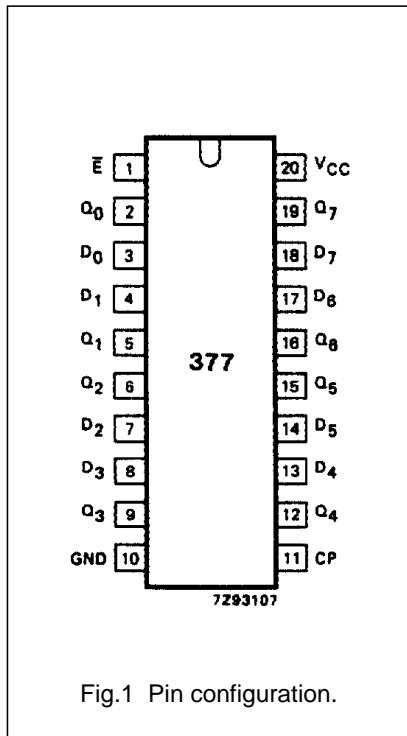 E̅ 1 20 VCC
Q0 2 19 Q7
D0 3 18 D7
D1 4 17 D6
Q1 5 16 Q6
377
Q2 6 15 Q5
D2 7 14 D5
D3 8 13 D4
Q3 9 12 Q4
GND 10 11 CP
7Z93107
Fig.1 Pin configuration.